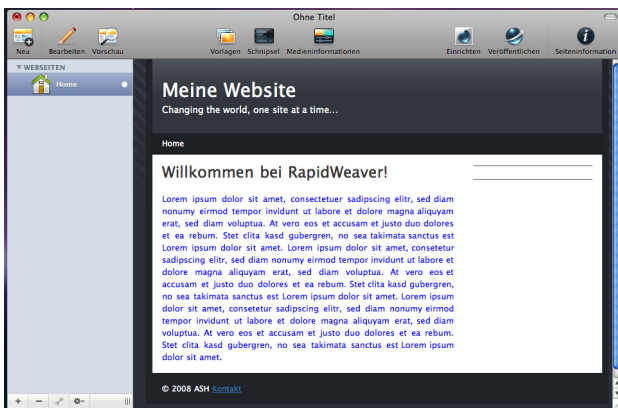 Ohne Titel
Neu Bearbeiten Vorschau Vorlagen Schnipsel Medieninformationen Einrichten Veröffentlichen Seiteninformation
WEBSEITEN
Home
Meine Website
Changing the world, one site at a time...
Home
Willkommen bei RapidWeaver!
Lorem ipsum dolor sit amet, consectetuer sadipscing elitr, sed diam
nonumy eirmod tempor invidunt ut labore et dolore magna aliquyam
erat, sed diam voluptua. At vero eos et accusam et justo duo dolores
et ea rebum. Stet clita kasd gubergren, no sea takimata sanctus est
Lorem ipsum dolor sit amet. Lorem ipsum dolor sit amet, consetetur
sadipscing elitr, sed diam nonumy eirmod tempor invidunt ut labore et
dolore magna aliquyam erat, sed diam voluptua. At vero eos et
accusam et justo duo dolores et ea rebum. Stet clita kasd gubergren,
no sea takimata sanctus est Lorem ipsum dolor sit amet. Lorem ipsum
dolor sit amet, consetetur sadipscing elitr, sed diam nonumy eirmod
tempor invidunt ut labore et dolore magna aliquyam erat, sed diam
voluptua. At vero eos et accusam et justo duo dolores et ea rebum.
Stet clita kasd gubergren, no sea takimata sanctus est Lorem ipsum
dolor sit amet.
© 2008 ASH Kontakt